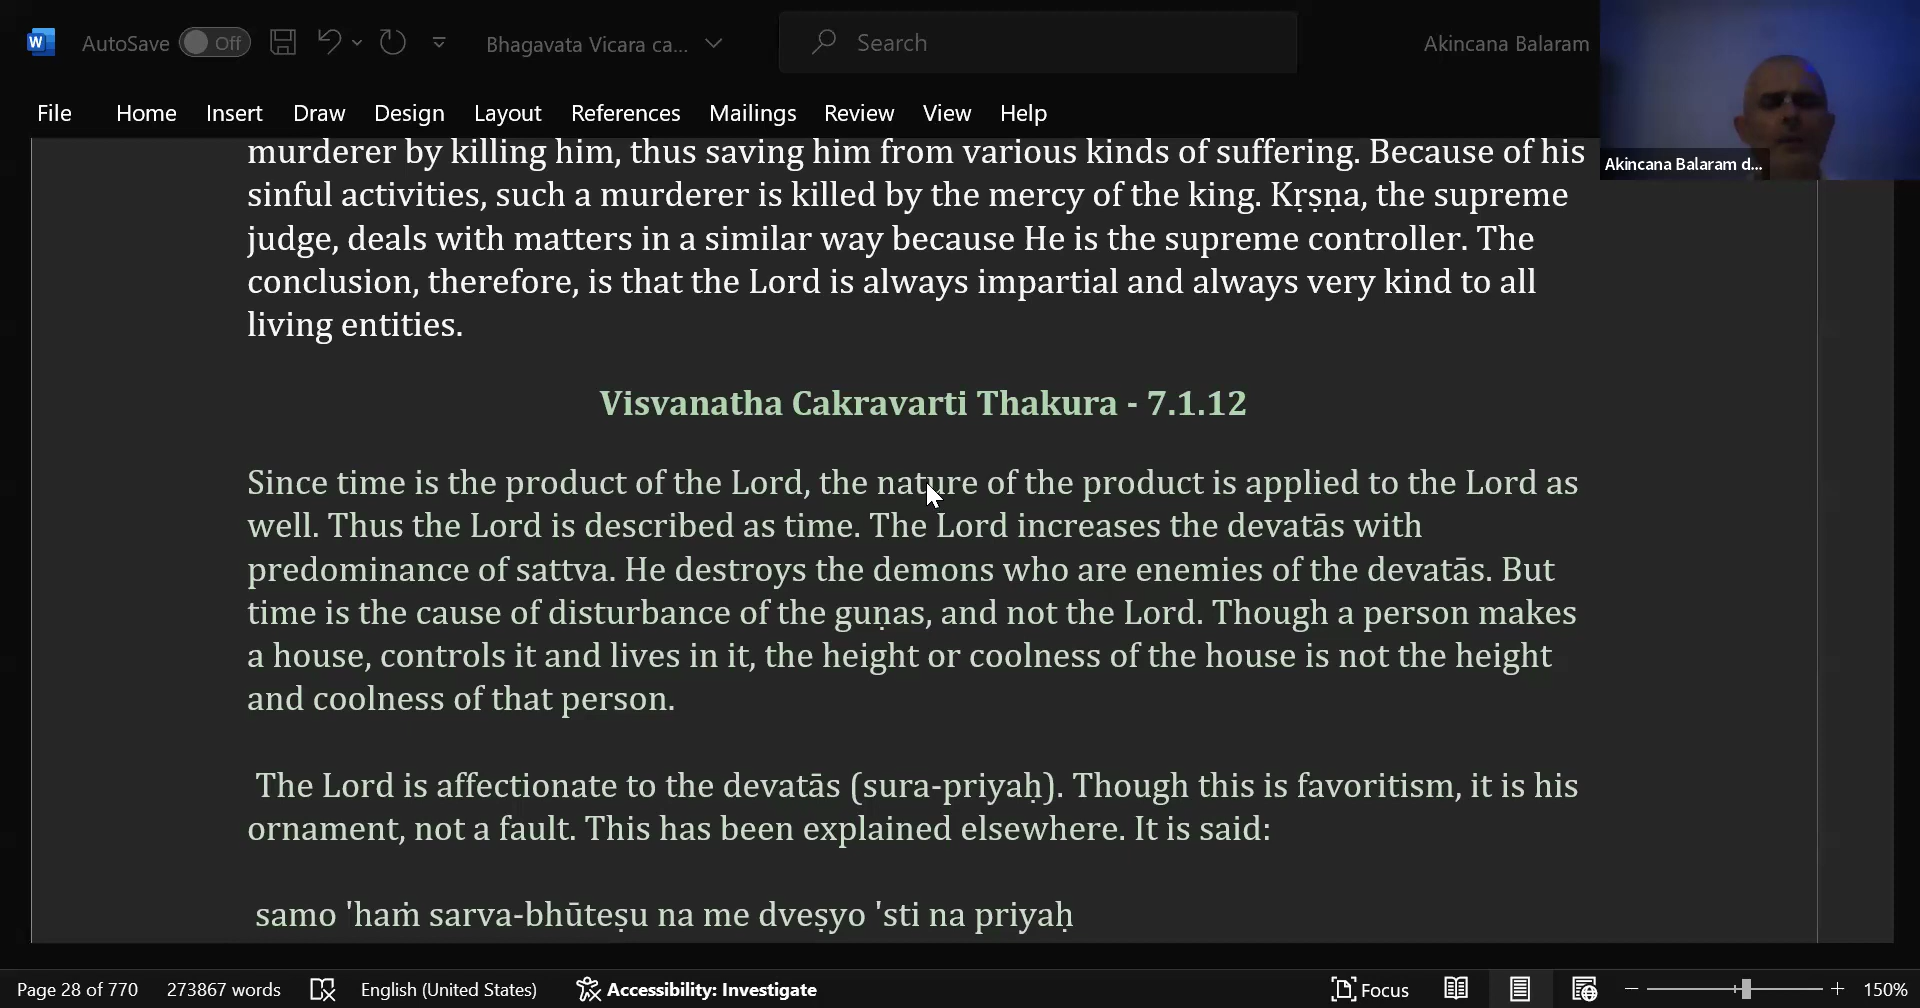 W AutoSave Off Bhagavata Vicara ca... Search Akincana Balaram
File Home Insert Draw Design Layout References Mailings Review View Help
Akincana Balaram d...
murderer by killing him, thus saving him from various kinds of suffering. Because of his
sinful activities, such a murderer is killed by the mercy of the king. Kṛṣṇa, the supreme
judge, deals with matters in a similar way because He is the supreme controller. The
conclusion, therefore, is that the Lord is always impartial and always very kind to all
living entities.
Visvanatha Cakravarti Thakura - 7.1.12
Since time is the product of the Lord, the nature of the product is applied to the Lord as
well. Thus the Lord is described as time. The Lord increases the devatās with
predominance of sattva. He destroys the demons who are enemies of the devatās. But
time is the cause of disturbance of the guṇas, and not the Lord. Though a person makes
a house, controls it and lives in it, the height or coolness of the house is not the height
and coolness of that person.
The Lord is affectionate to the devatās (sura-priyaḥ). Though this is favoritism, it is his
ornament, not a fault. This has been explained elsewhere. It is said:
samo 'haṁ sarva-bhūteṣu na me dveṣyo 'sti na priyaḥ
Page 28 of 770 273867 words English (United States) Accessibility: Investigate Focus 150%